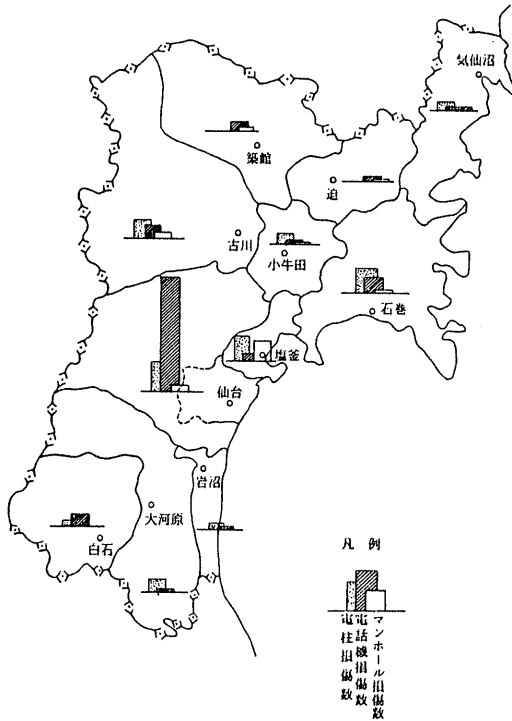 気仙沼
築館
迫
古川
小牛田
石巻
塩釜
仙台
岩沼
大河原
白石
凡例
電柱損傷数
電話機損傷数
マンホール損傷数